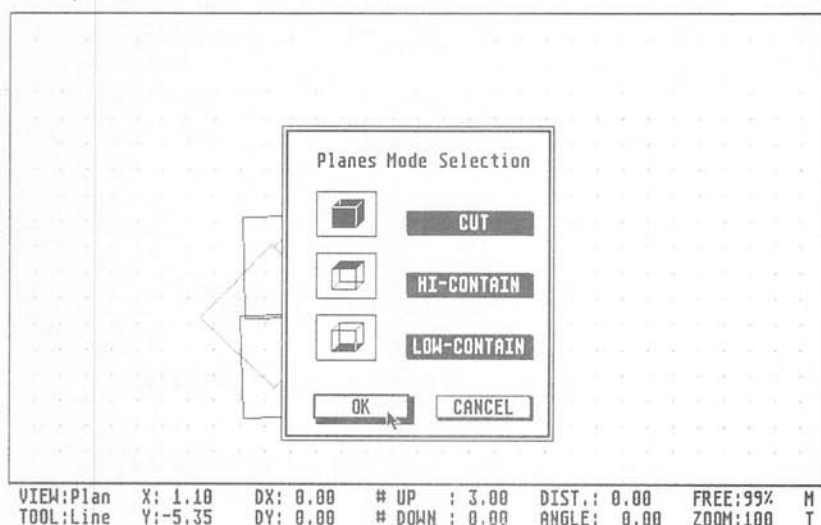 Planes Mode Selection
CUT
HI-CONTAIN
LOW-CONTAIN
OK CANCEL
VIEW:Plan X: 1.10 DX: 0.00 # UP : 3.00 DIST.: 0.00 FREE:99% M
TOOL:Line Y:-5.35 DY: 0.00 # DOWN : 0.00 ANGLE: 0.00 ZOOM:100 T